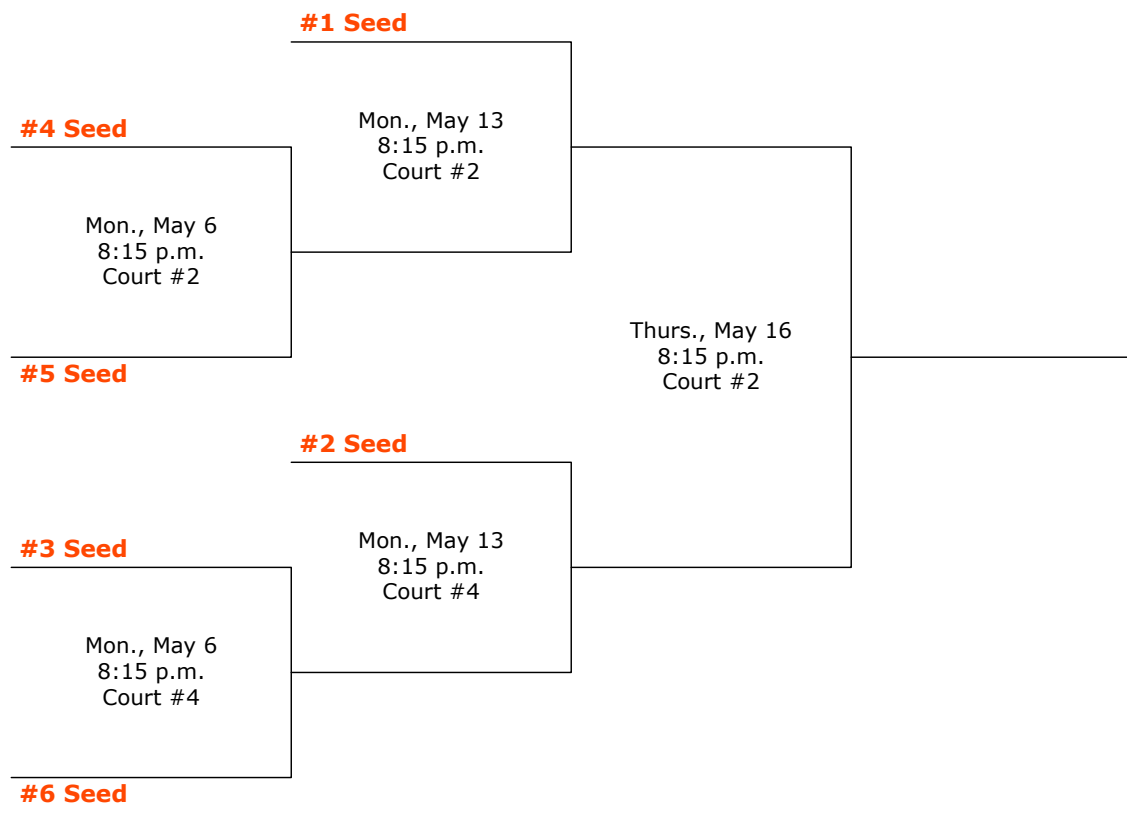 #1 Seed
Mon., May 13
8:15 p.m.
Court #2
#4 Seed
Mon., May 6
8:15 p.m.
Court #2
#5 Seed
Thurs., May 16
8:15 p.m.
Court #2
#2 Seed
Mon., May 13
8:15 p.m.
Court #4
#3 Seed
Mon., May 6
8:15 p.m.
Court #4
#6 Seed